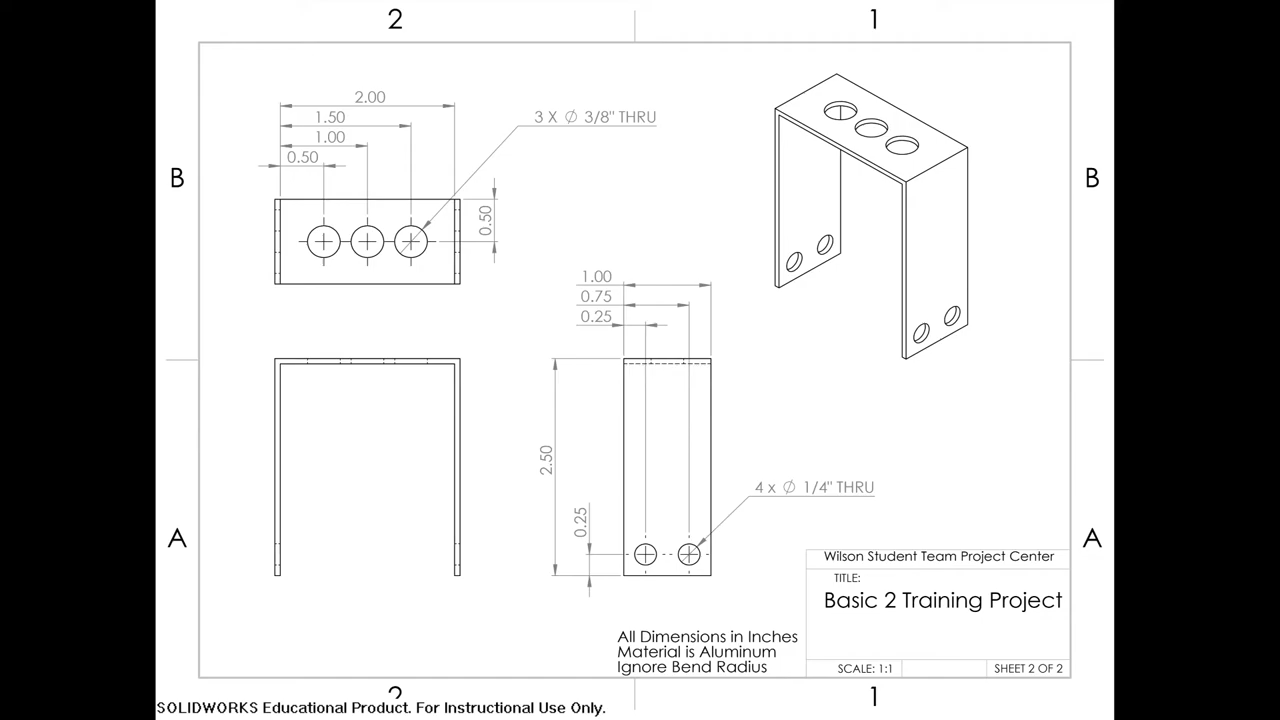 2
1
2.00
1.50
1.00
0.50
3 X Ø 3/8" THRU
B
B
0.50
1.00
0.75
0.25
2.50
0.25
4 x Ø 1/4" THRU
A
A
Wilson Student Team Project Center
TITLE:
Basic 2 Training Project
All Dimensions in Inches
Material is Aluminum
Ignore Bend Radius
SCALE: 1:1
SHEET 2 OF 2
2
1
SOLIDWORKS Educational Product. For Instructional Use Only.